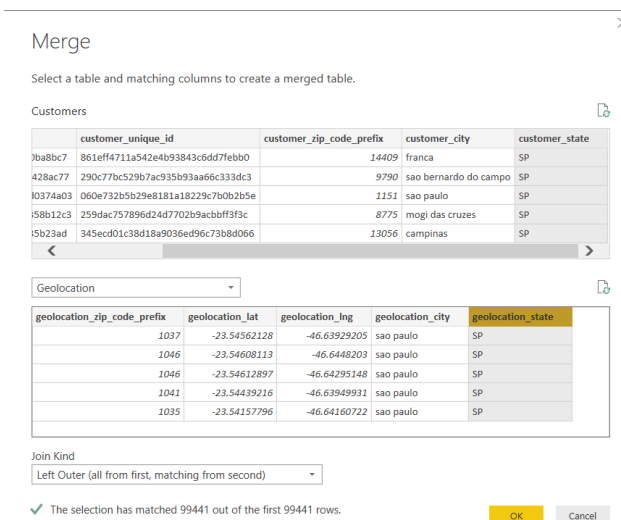 Merge
Select a table and matching columns to create a merged table.
Customers
customer_unique_id customer_zip_code_prefix customer_city customer_state
0ba8bc7 861eff4711a542e4b93843c6dd7febb0 14409 franca SP
428ac77 290c77bc529b7ac935b93aa66c333dc3 9790 sao bernardo do campo SP
d0374a03 060e732b5b29e8181a18229c7b0b2b5e 1151 sao paulo SP
358b12c3 259dac757896d24d7702b9acbbff3f3c 8775 mogi das cruzes SP
35b23ad 345ecd01c38d18a9036ed96c73b8d066 13056 campinas SP
Geolocation
geolocation_zip_code_prefix geolocation_lat geolocation_lng geolocation_city geolocation_state
1037 -23.54562128 -46.63929205 sao paulo SP
1046 -23.54608113 -46.6448203 sao paulo SP
1046 -23.54612897 -46.64295148 sao paulo SP
1041 -23.54439216 -46.63949931 sao paulo SP
1035 -23.54157796 -46.64160722 sao paulo SP
Join Kind
Left Outer (all from first, matching from second)
The selection has matched 99441 out of the first 99441 rows.
OK Cancel